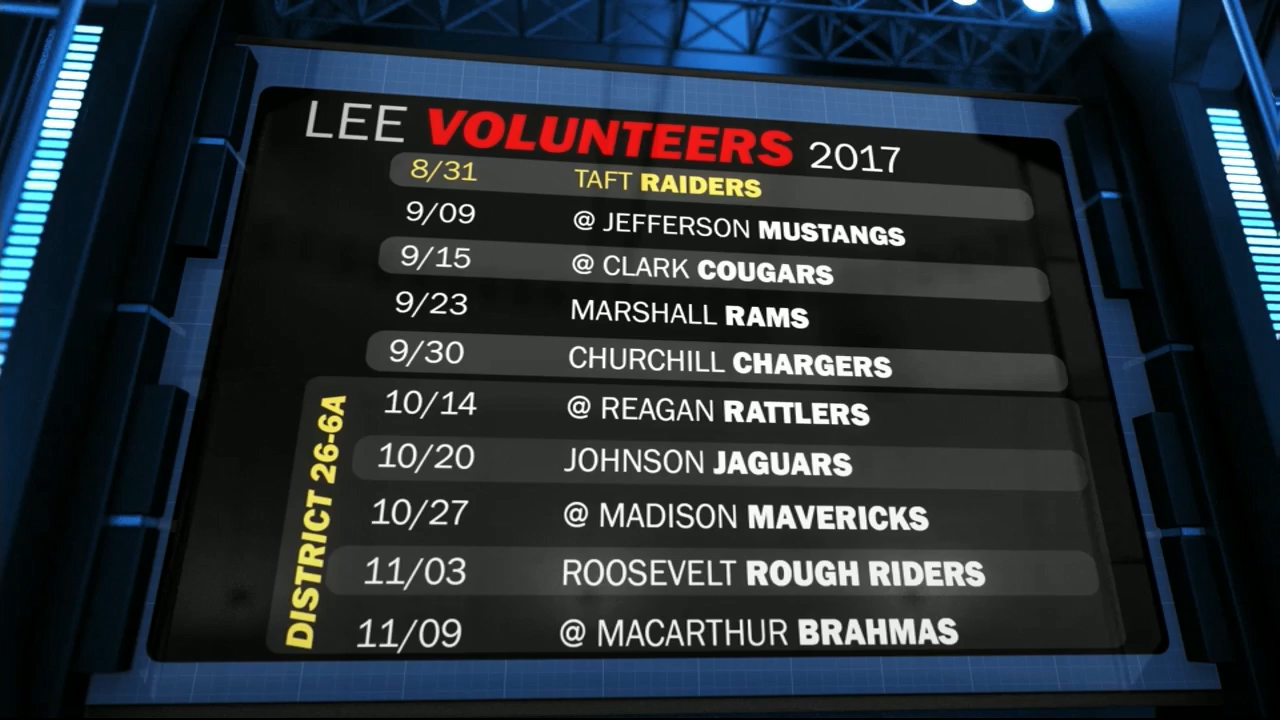 LEE VOLUNTEERS 2017
8/31 TAFT RAIDERS
9/09 @ JEFFERSON MUSTANGS
9/15 @ CLARK COUGARS
9/23 MARSHALL RAMS
9/30 CHURCHILL CHARGERS
DISTRICT 26-6A
10/14 @ REAGAN RATTLERS
10/20 JOHNSON JAGUARS
10/27 @ MADISON MAVERICKS
11/03 ROOSEVELT ROUGH RIDERS
11/09 @ MACARTHUR BRAHMAS